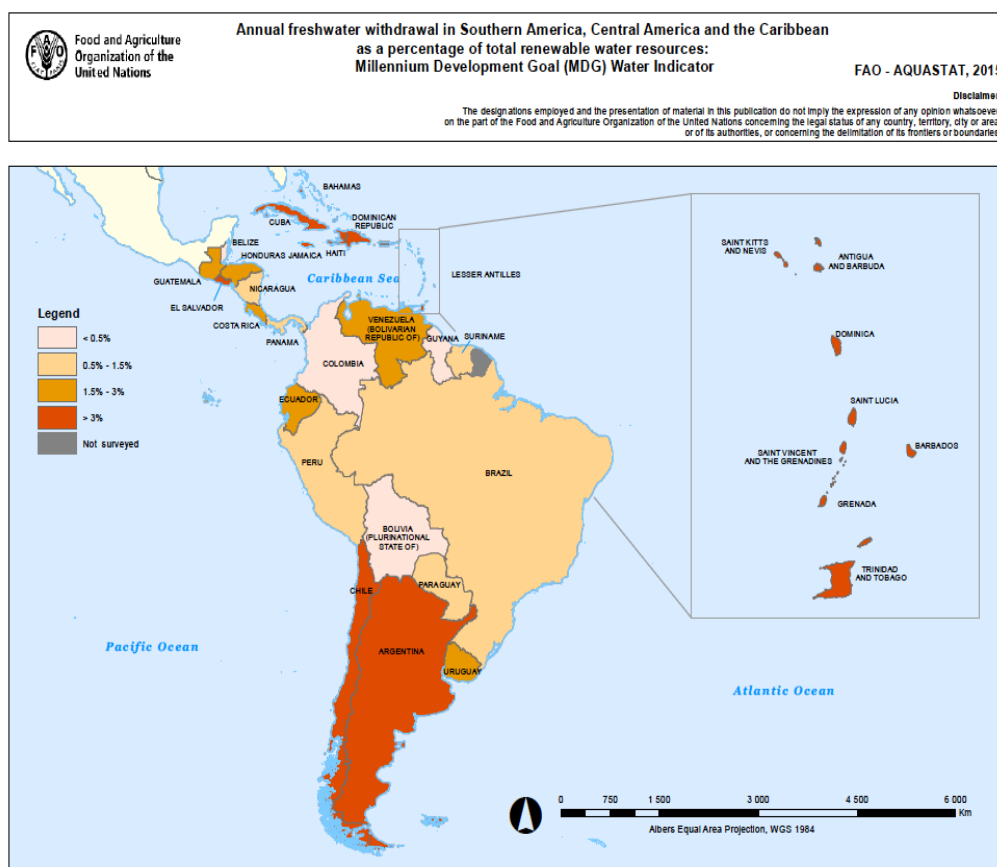 Food and Agriculture
Organization of the
United Nations
FAO
FIAT PANIS
Annual freshwater withdrawal in Southern America, Central America and the Caribbean
as a percentage of total renewable water resources:
Millennium Development Goal (MDG) Water Indicator
FAO - AQUASTAT, 2015
Disclaimer
The designations employed and the presentation of material in this publication do not imply the expression of any opinion whatsoever
on the part of the Food and Agriculture Organization of the United Nations concerning the legal status of any country, territory, city or area
or of its authorities, or concerning the delimitation of its frontiers or boundaries
BAHAMAS
CUBA
DOMINICAN
REPUBLIC
BELIZE
HONDURAS
JAMAICA
HAITI
GUATEMALA
Caribbean Sea
LESSER ANTILLES
NICARAGUA
EL SALVADOR
COSTA RICA
PANAMA
VENEZUELA
(BOLIVARIAN
REPUBLIC OF)
GUYANA
SURINAME
COLOMBIA
ECUADOR
PERU
BRAZIL
BOLIVIA
(PLURINATIONAL
STATE OF)
PARAGUAY
CHILE
ARGENTINA
URUGUAY
Pacific Ocean
Atlantic Ocean
Legend
< 0.5%
0.5% - 1.5%
1.5% - 3%
> 3%
Not surveyed
SAINT KITTS
AND NEVIS
ANTIGUA
AND BARBUDA
DOMINICA
SAINT LUCIA
SAINT VINCENT
AND THE GRENADINES
BARBADOS
GRENADA
TRINIDAD
AND TOBAGO
0 750 1 500 3 000 4 500 6 000
Km
Albers Equal Area Projection, WGS 1984